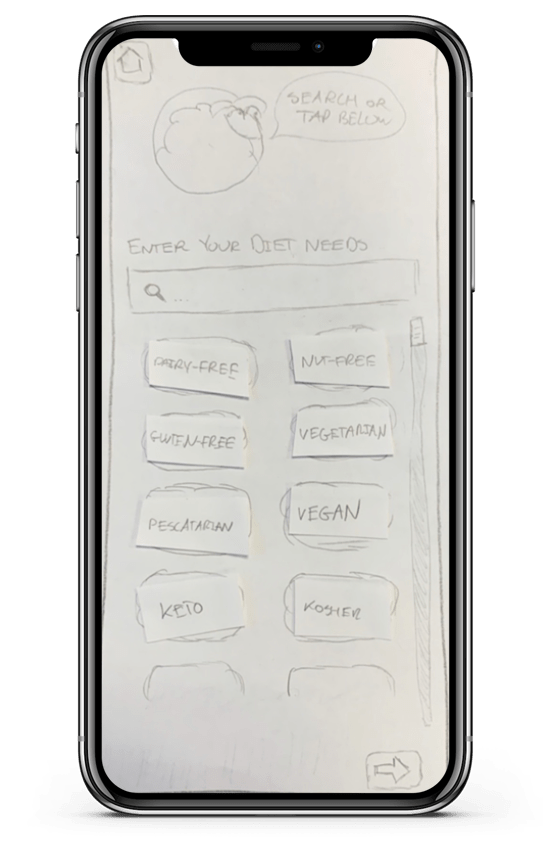 SEARCH OR
TAP BELOW
ENTER YOUR DIET NEEDS
...
DAIRY-FREE
NUT-FREE
GLUTEN-FREE
VEGETARIAN
PESCATARIAN
VEGAN
KETO
KOSHER